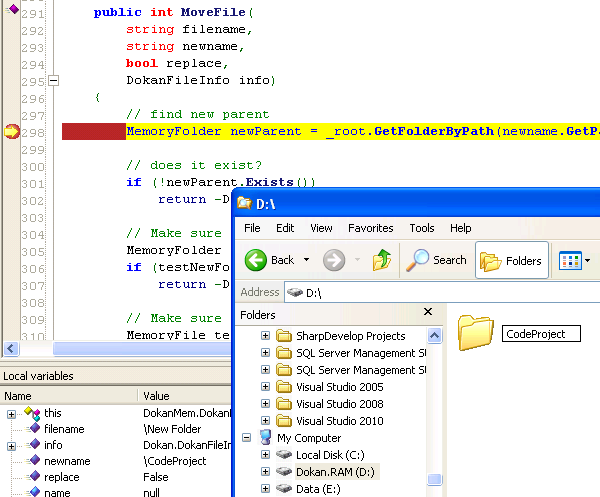 291 public int MoveFile(
292 string filename,
293 string newname,
294 bool replace,
295 DokanFileInfo info)
296 {
297 // find new parent
298 MemoryFolder newParent = _root.GetFolderByPath(newname.GetPa
299
300 // does it exist?
301 if (!newParent.Exists())
302 return -D
303
304 // Make sure
305 MemoryFolder
306 if (testNewFo
307 return -D
308
309 // Make sure
310 MemoryFile te
D:\
File Edit View Favorites Tools Help
Back Search Folders
Address D:\
Folders
SharpDevelop Projects
SQL Server Management St
SQL Server Management St
Visual Studio 2005
Visual Studio 2008
Visual Studio 2010
My Computer
Local Disk (C:)
Dokan.RAM (D:)
Data (E:)
CodeProject
Local variables
Name Value
this DokanMem.Dokan
filename \New Folder
info Dokan.DokanFileIn
newname \CodeProject
replace False
name null